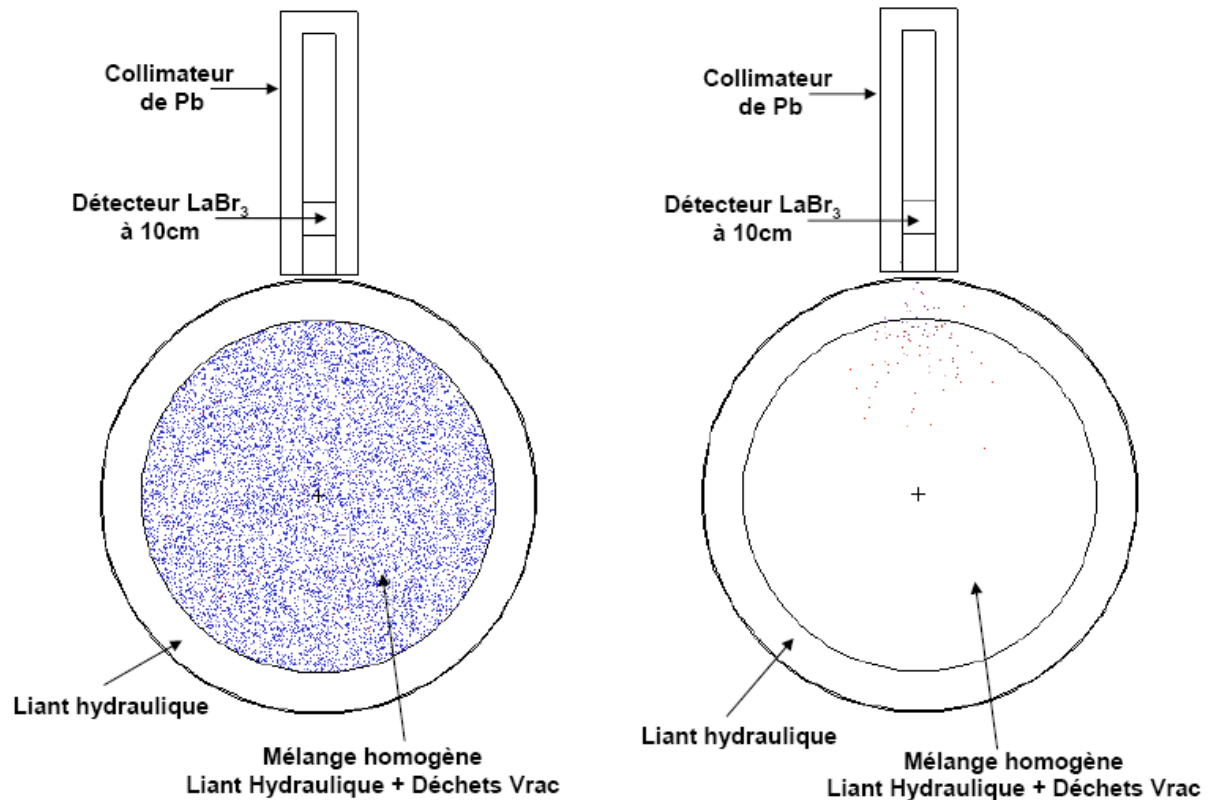 Collimateur
de Pb
Détecteur LaBr3
à 10cm
Liant hydraulique
Mélange homogène
Liant Hydraulique + Déchets Vrac
Collimateur
de Pb
Détecteur LaBr3
à 10cm
Liant hydraulique
Mélange homogène
Liant Hydraulique + Déchets Vrac